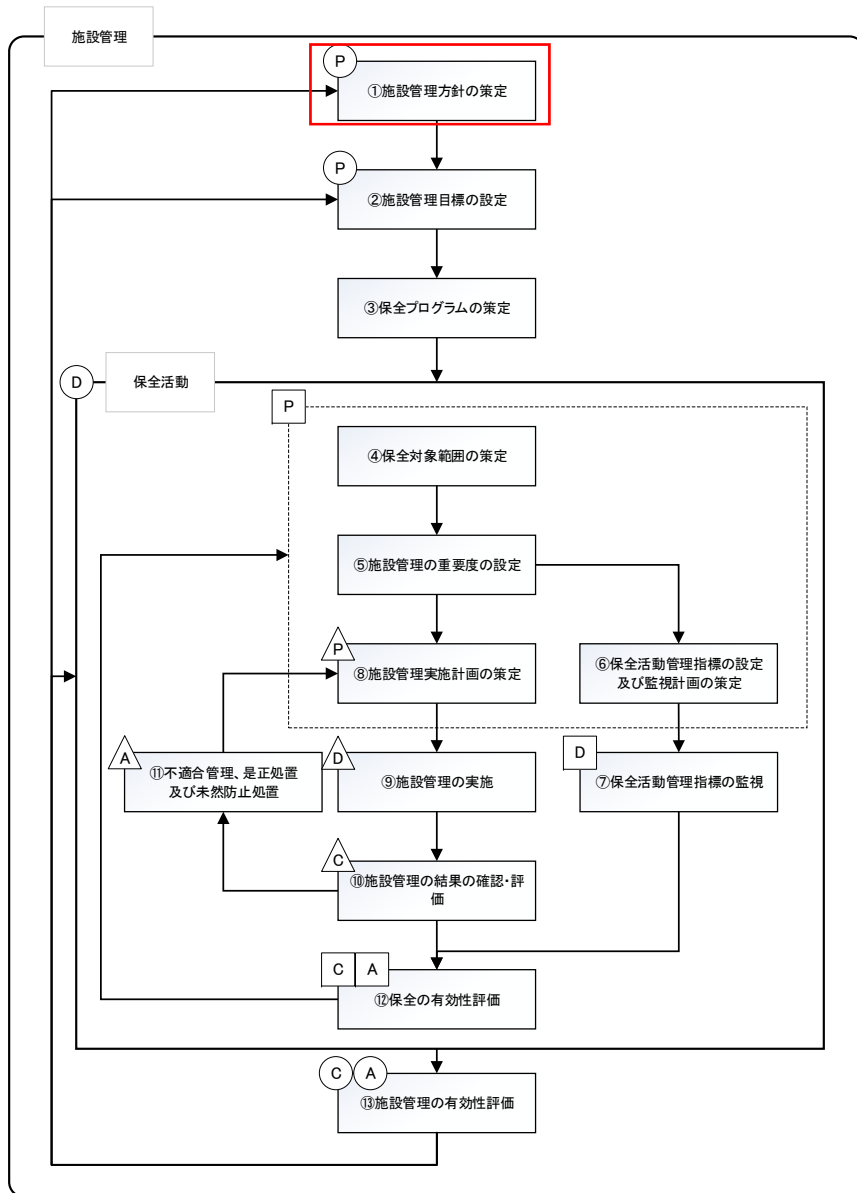 施設管理
P
①施設管理方針の策定
P
②施設管理目標の設定
③保全プログラムの策定
D
保全活動
P
④保全対象範囲の策定
⑤施設管理の重要度の設定
P
⑧施設管理実施計画の策定
⑥保全活動管理指標の設定
及び監視計画の策定
A
⑪不適合管理、是正処置
及び未然防止処置
D
⑨施設管理の実施
D
⑦保全活動管理指標の監視
C
⑩施設管理の結果の確認・評
価
C A
⑫保全の有効性評価
C A
⑬施設管理の有効性評価